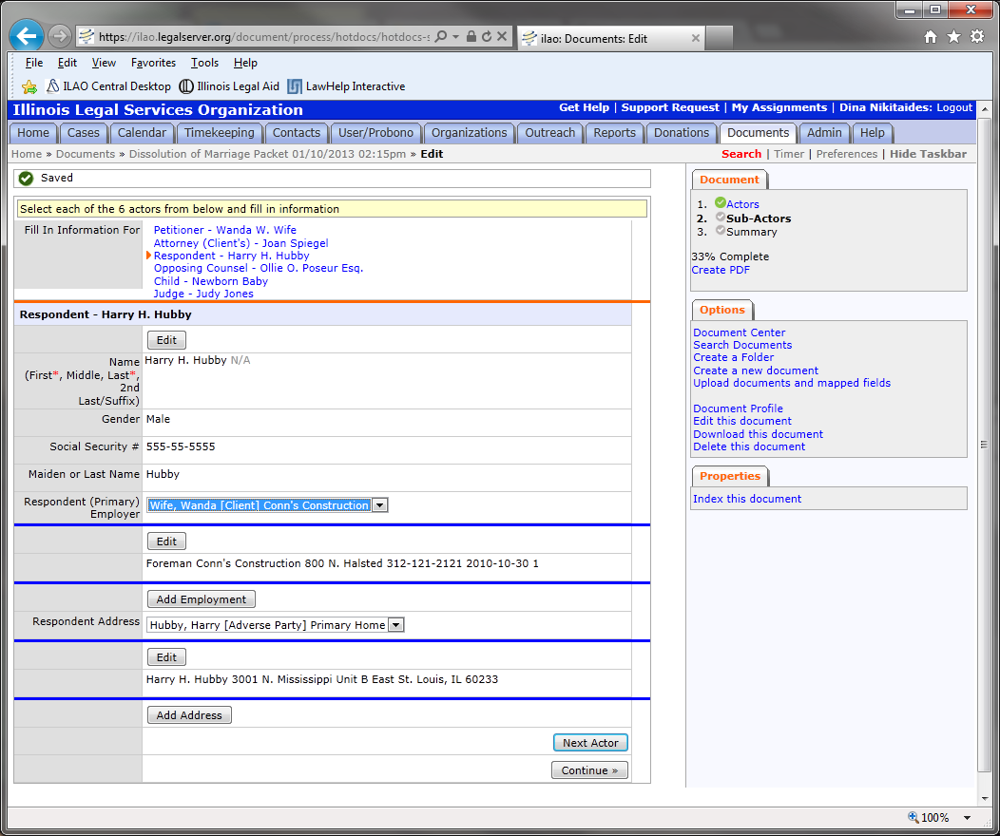 https://ilao.legalserver.org/document/process/hotdocs/hotdocs-s
ilao: Documents: Edit
File Edit View Favorites Tools Help
ILAO Central Desktop Illinois Legal Aid LawHelp Interactive
Illinois Legal Services Organization
Get Help | Support Request | My Assignments | Dina Nikitaides: Logout
Home Cases Calendar Timekeeping Contacts User/Probono Organizations Outreach Reports Donations Documents Admin Help
Home » Documents » Dissolution of Marriage Packet 01/10/2013 02:15pm » Edit
Search | Timer | Preferences | Hide Taskbar
Saved
Select each of the 6 actors from below and fill in information
Fill In Information For
Petitioner - Wanda W. Wife
Attorney (Client's) - Joan Spiegel
Respondent - Harry H. Hubby
Opposing Counsel - Ollie O. Poseur Esq.
Child - Newborn Baby
Judge - Judy Jones
Respondent - Harry H. Hubby
Edit
Name
(First*, Middle, Last*,
2nd
Last/Suffix)
Harry H. Hubby N/A
Gender Male
Social Security # 555-55-5555
Maiden or Last Name Hubby
Respondent (Primary)
Employer
Wife, Wanda [Client] Conn's Construction
Edit
Foreman Conn's Construction 800 N. Halsted 312-121-2121 2010-10-30 1
Add Employment
Respondent Address Hubby, Harry [Adverse Party] Primary Home
Edit
Harry H. Hubby 3001 N. Mississippi Unit B East St. Louis, IL 60233
Add Address
Next Actor
Continue »
Document
1. Actors
2. Sub-Actors
3. Summary
33% Complete
Create PDF
Options
Document Center
Search Documents
Create a Folder
Create a new document
Upload documents and mapped fields
Document Profile
Edit this document
Download this document
Delete this document
Properties
Index this document
100%